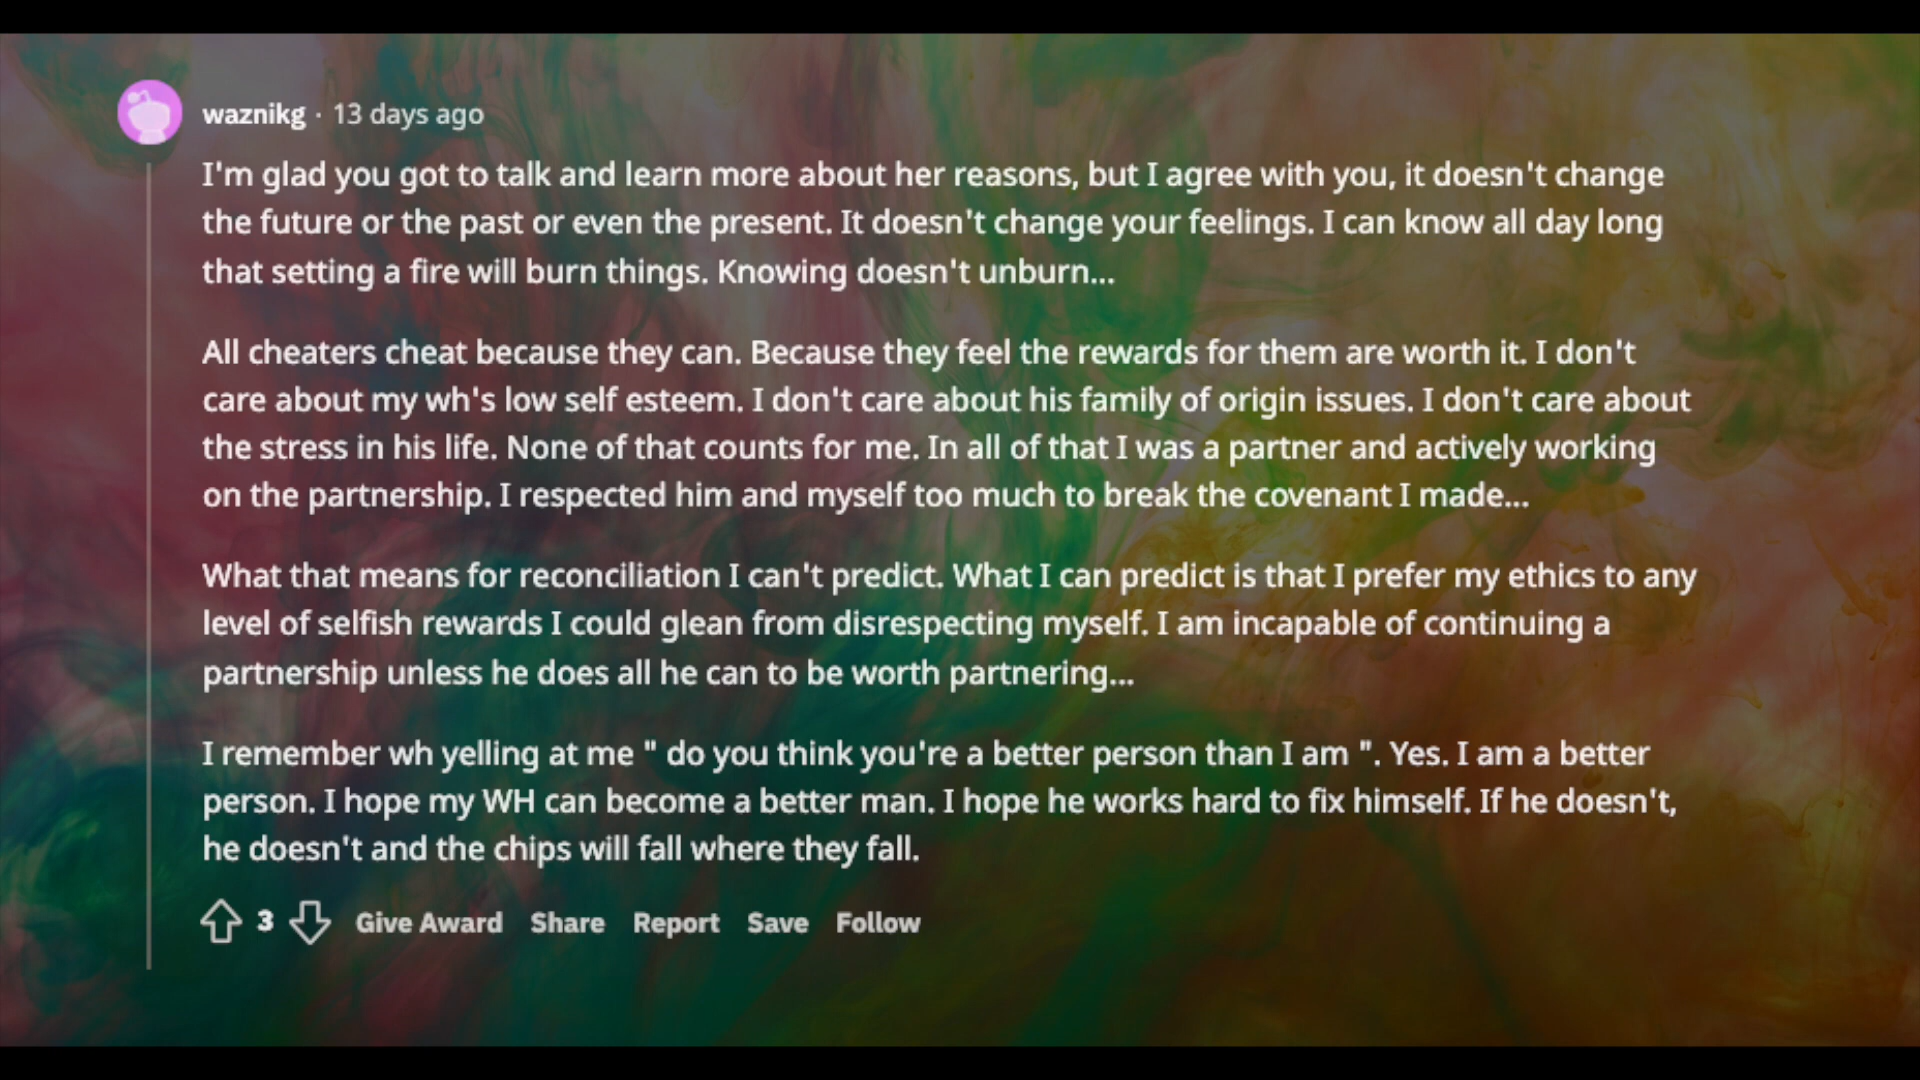 waznikg · 13 days ago
I'm glad you got to talk and learn more about her reasons, but I agree with you, it doesn't change
the future or the past or even the present. It doesn't change your feelings. I can know all day long
that setting a fire will burn things. Knowing doesn't unburn...
All cheaters cheat because they can. Because they feel the rewards for them are worth it. I don't
care about my wh's low self esteem. I don't care about his family of origin issues. I don't care about
the stress in his life. None of that counts for me. In all of that I was a partner and actively working
on the partnership. I respected him and myself too much to break the covenant I made...
What that means for reconciliation I can't predict. What I can predict is that I prefer my ethics to any
level of selfish rewards I could glean from disrespecting myself. I am incapable of continuing a
partnership unless he does all he can to be worth partnering...
I remember wh yelling at me " do you think you're a better person than I am ". Yes. I am a better
person. I hope my WH can become a better man. I hope he works hard to fix himself. If he doesn't,
he doesn't and the chips will fall where they fall.
3 Give Award Share Report Save Follow